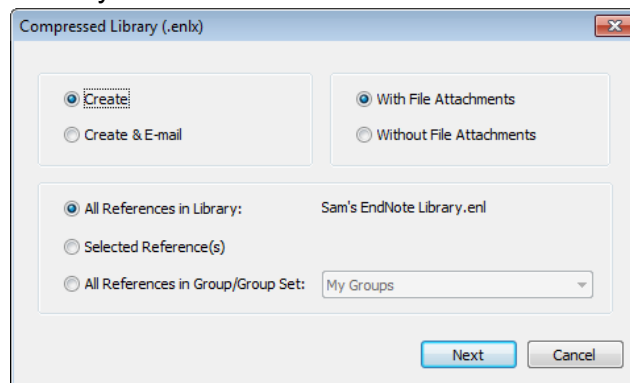 Compressed Library (.enlx)
Create
With File Attachments
Create & E-mail
Without File Attachments
All References in Library:
Sam's EndNote Library.enl
Selected Reference(s)
All References in Group/Group Set:
My Groups
Next
Cancel